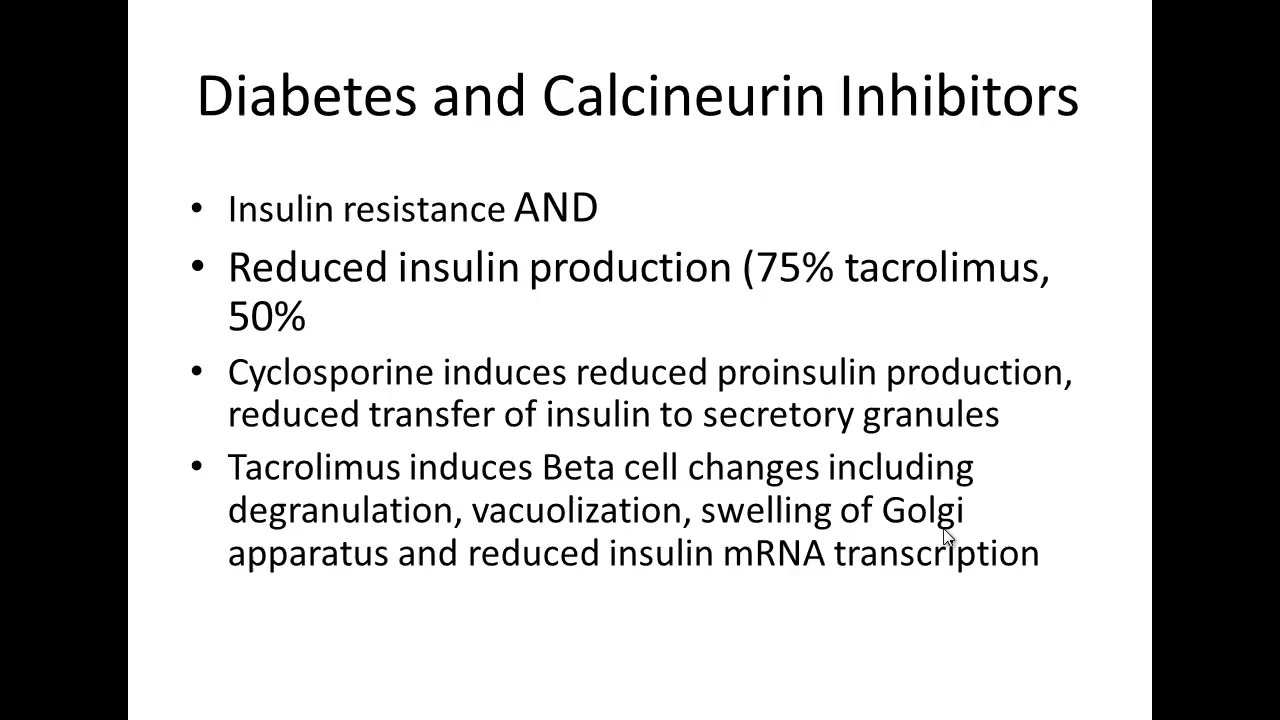 Diabetes and Calcineurin Inhibitors
• Insulin resistance AND
• Reduced insulin production (75% tacrolimus,
50%
• Cyclosporine induces reduced proinsulin production,
reduced transfer of insulin to secretory granules
• Tacrolimus induces Beta cell changes including
degranulation, vacuolization, swelling of Golgi
apparatus and reduced insulin mRNA transcription